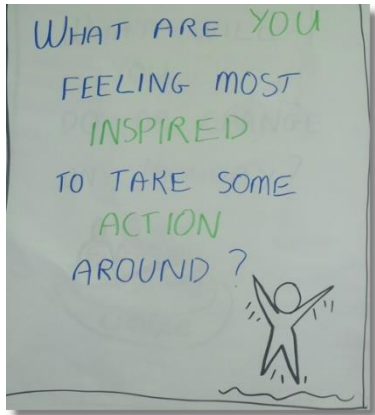 WHAT ARE YOU
FEELING MOST
INSPIRED
TO TAKE SOME
ACTION
AROUND?